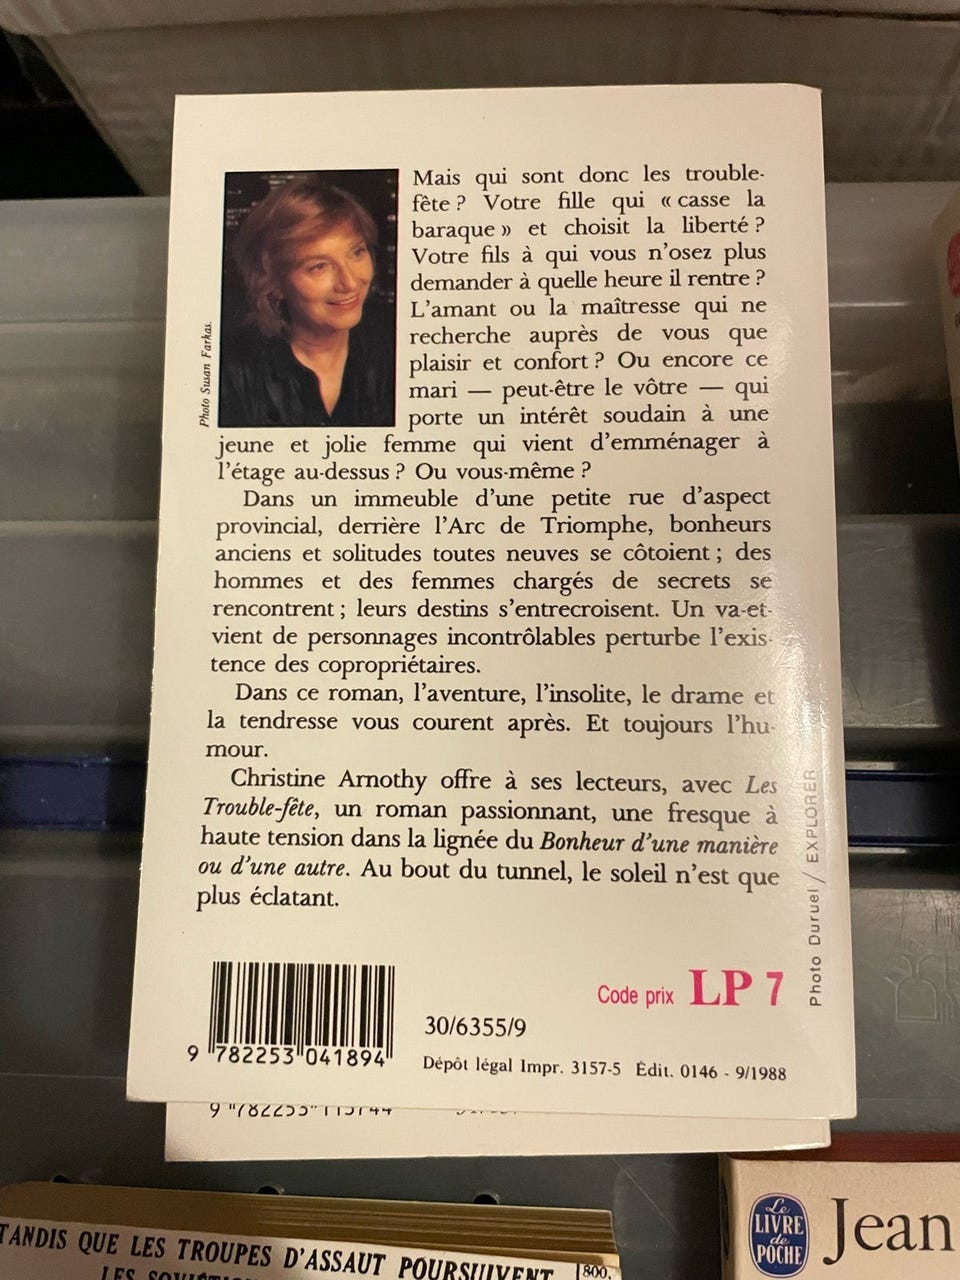 Mais qui sont donc les trouble-
fête ? Votre fille qui « casse la
baraque » et choisit la liberté ?
Votre fils à qui vous n'osez plus
demander à quelle heure il rentre ?
L'amant ou la maîtresse qui ne
recherche auprès de vous que
plaisir et confort ? Ou encore ce
mari — peut-être le vôtre — qui
porte un intérêt soudain à une
jeune et jolie femme qui vient d'emménager à
l'étage au-dessus ? Ou vous-même ?
Dans un immeuble d'une petite rue d'aspect
provincial, derrière l'Arc de Triomphe, bonheurs
anciens et solitudes toutes neuves se côtoient ; des
hommes et des femmes chargés de secrets se
rencontrent ; leurs destins s'entrecroisent. Un va-et-
vient de personnages incontrôlables perturbe l'exis-
tence des copropriétaires.
Dans ce roman, l'aventure, l'insolite, le drame et
la tendresse vous courent après. Et toujours l'hu-
mour.
Christine Arnothy offre à ses lecteurs, avec Les
Trouble-fête, un roman passionnant, une fresque à
haute tension dans la lignée du Bonheur d'une manière
ou d'une autre. Au bout du tunnel, le soleil n'est que
plus éclatant.
Photo Susan Farkas.
Photo Duruel / EXPLORER
Code prix LP 7
30/6355/9
9 782253 041894
Dépôt légal Impr. 3157-5 Édit. 0146 - 9/1988
TANDIS QUE LES TROUPES D'ASSAUT POURSUIVENT
800.
Le
LIVRE
de
POCHE
Jean